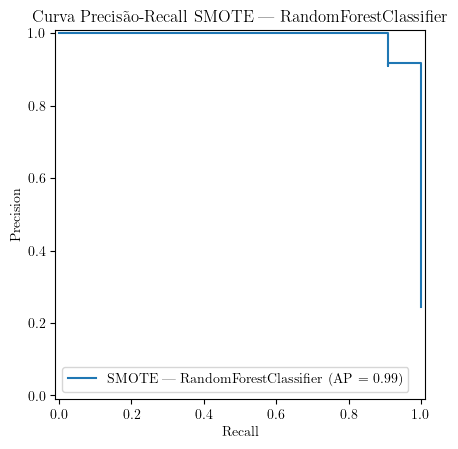 Curva Precisão-Recall SMOTE — RandomForestClassifier
1.0
0.8
0.6
0.4
0.2
0.0
Precision
SMOTE — RandomForestClassifier (AP = 0.99)
0.0 0.2 0.4 0.6 0.8 1.0
Recall